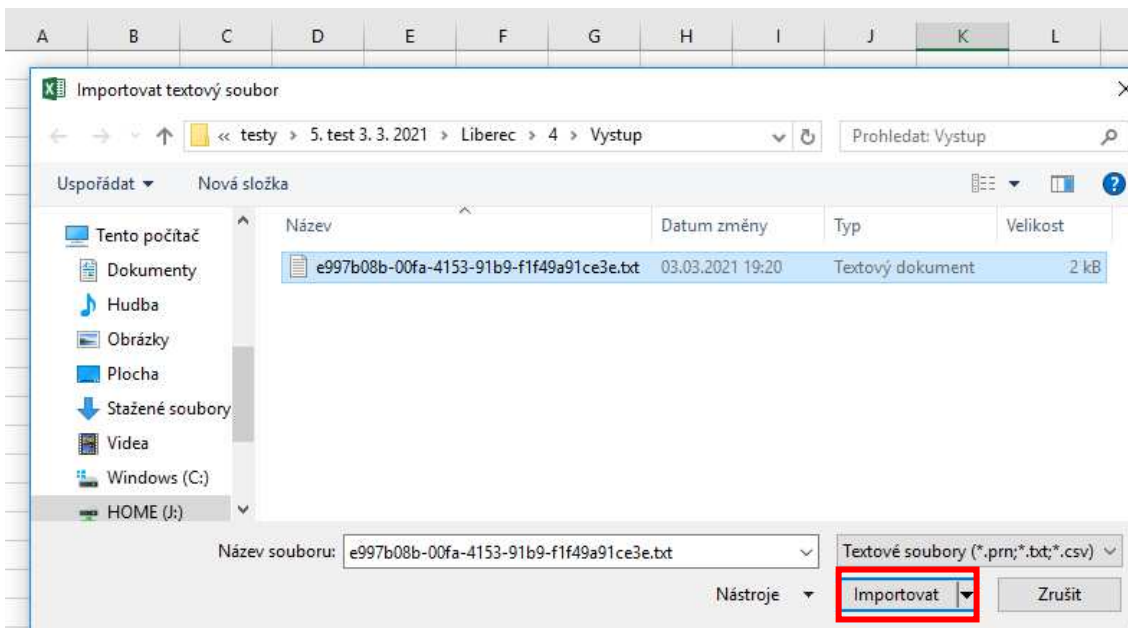 A B C D E F G H I J K L
Importovat textový soubor
« testy > 5. test 3. 3. 2021 > Liberec > 4 > Vystup
Prohledat: Vystup
Uspořádat Nová složka
Název Datum změny Typ Velikost
e997b08b-00fa-4153-91b9-f1f49a91ce3e.txt 03.03.2021 19:20 Textový dokument 2 kB
Tento počítač
Dokumenty
Hudba
Obrázky
Plocha
Stažené soubory
Videa
Windows (C:)
HOME (J:)
Název souboru: e997b08b-00fa-4153-91b9-f1f49a91ce3e.txt Textové soubory (*.prn;*.txt;*.csv)
Nástroje Importovat Zrušit